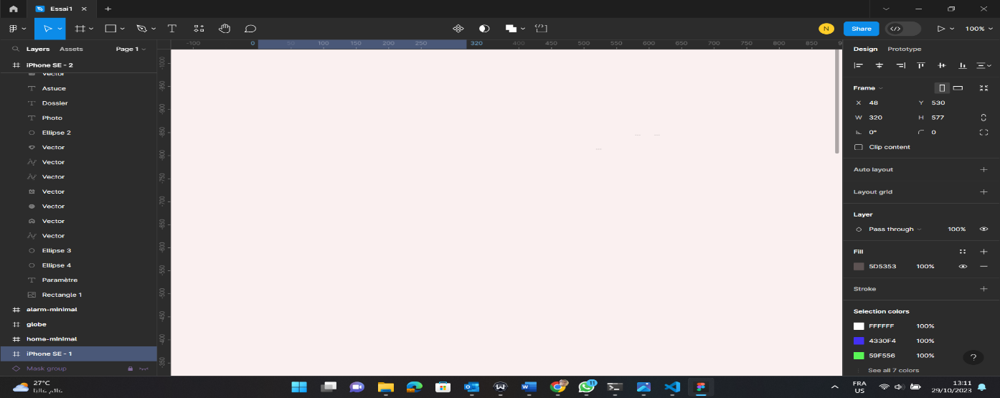 Essai1
Share
100%
Layers
Assets
Page 1
iPhone SE - 2
Vector
Astuce
Dossier
Photo
Ellipse 2
Vector
Vector
Vector
Vector
Vector
Vector
Vector
Ellipse 3
Ellipse 4
Paramètre
Rectangle 1
alarm-minimal
globe
home-minimal
iPhone SE - 1
Mask group
-100
0
50
100
150
200
250
320
400
450
500
550
600
650
700
750
800
850
-1000
-950
-900
-850
-800
-750
-700
-650
-600
-550
-500
-450
-400
-350
N
Design
Prototype
Frame
X 48
Y 530
W 320
H 577
0°
0
Clip content
Auto layout
Layout grid
Layer
Pass through
100%
Fill
5D5353
100%
Stroke
Selection colors
FFFFFF
100%
4330F4
100%
59F556
100%
See all 7 colors
?
27°C
غائم غالبا
11
FRA
US
13:11
29/10/2023